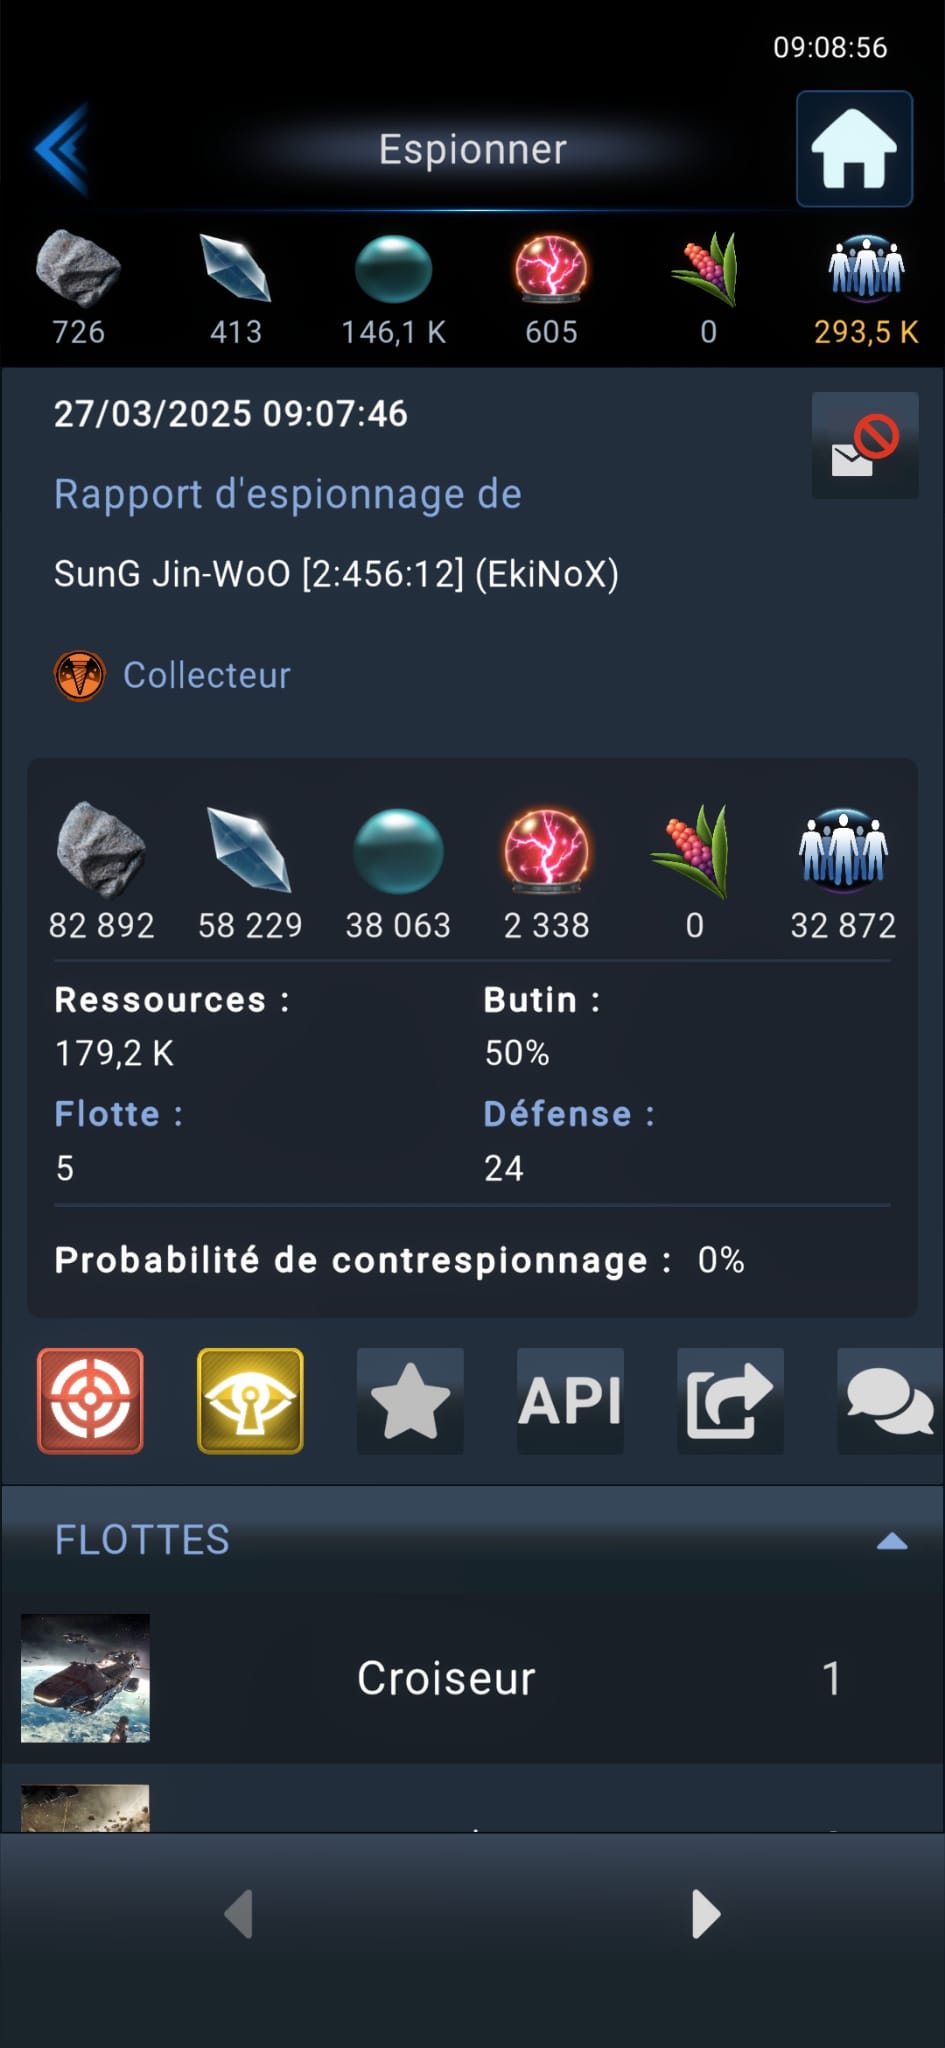 09:08:56
Espionner
726 413 146,1 K 605 0 293,5 K
27/03/2025 09:07:46
Rapport d'espionnage de
SunG Jin-WoO [2:456:12] (EkiNoX)
Collecteur
82 892 58 229 38 063 2 338 0 32 872
Ressources : Butin :
179,2 K 50%
Flotte : Défense :
5 24
Probabilité de contrespionnage : 0%
API
FLOTTES
Croiseur 1